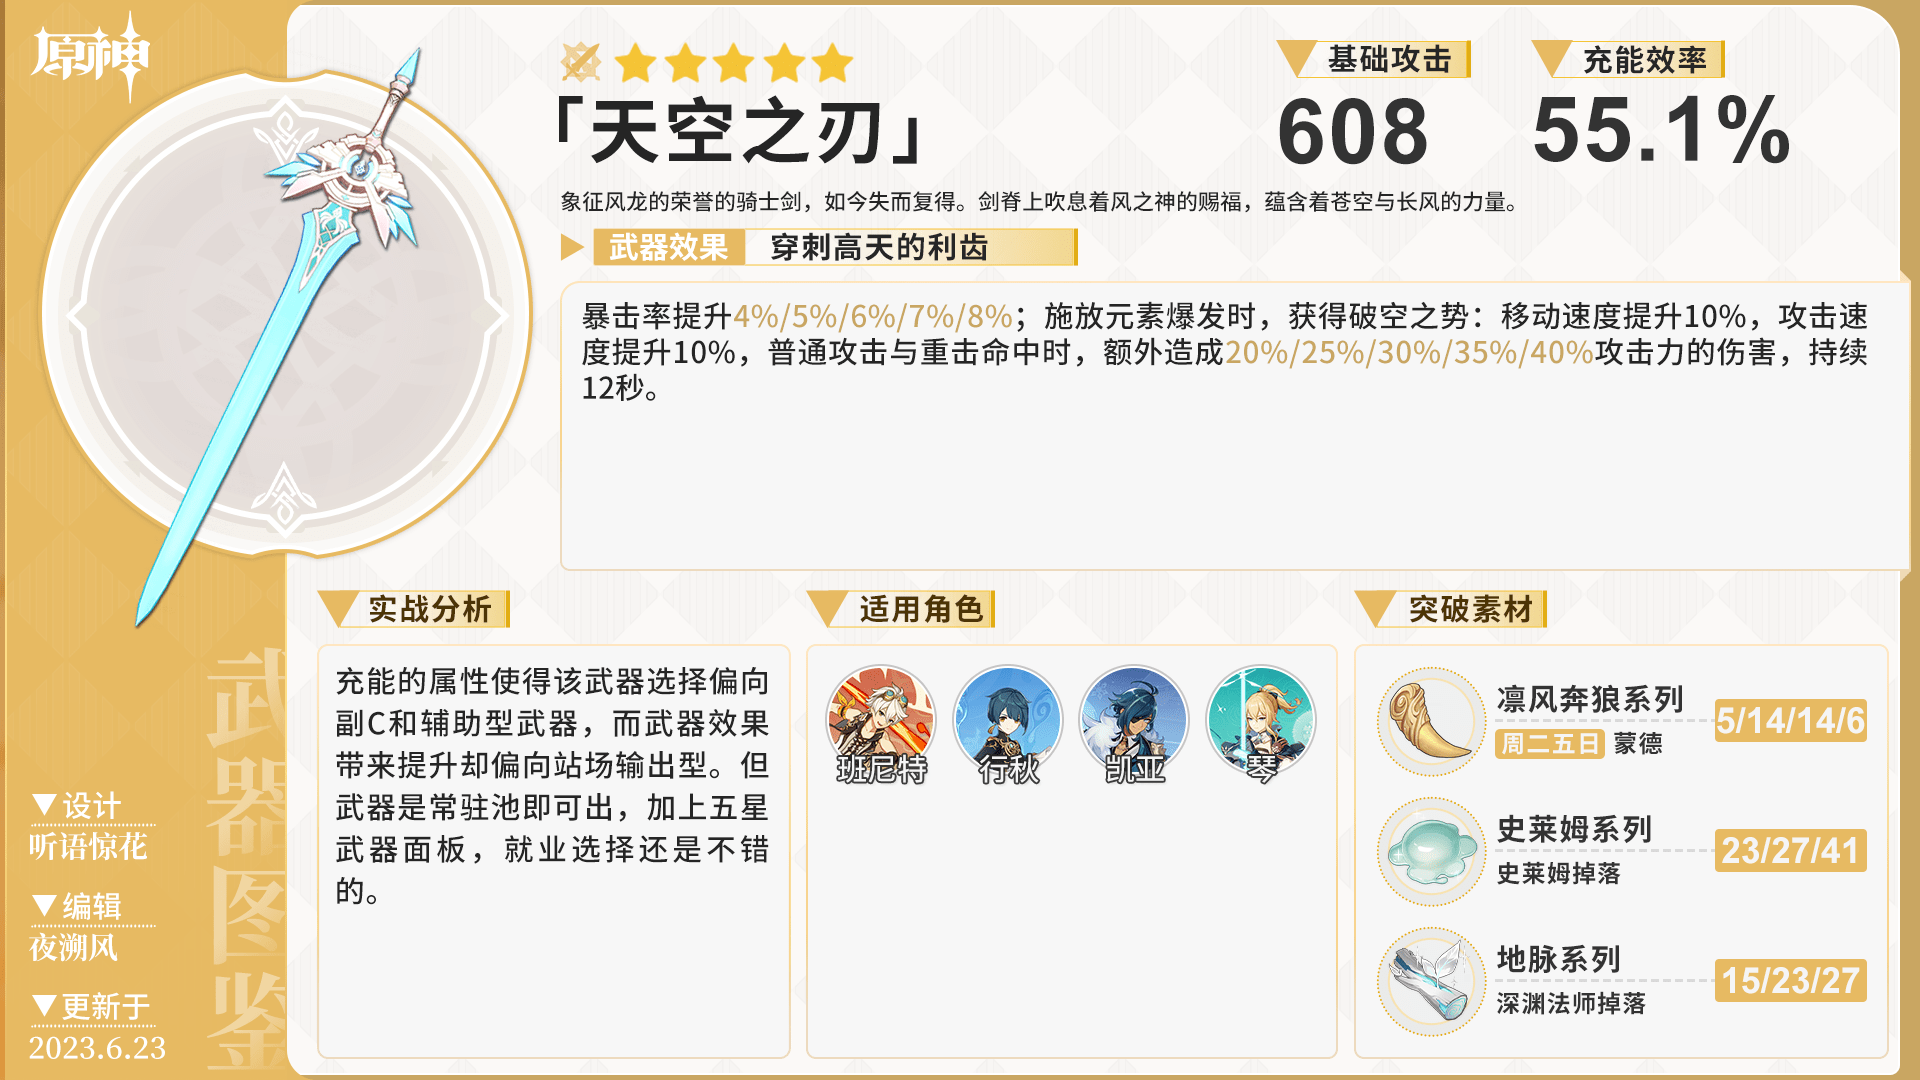 原神
「天空之刃」
基础攻击
608
充能效率
55.1%
象征风龙的荣誉的骑士剑，如今失而复得。剑脊上吹息着风之神的赐福，蕴含着苍空与长风的力量。
武器效果 穿刺高天的利齿
暴击率提升4%/5%/6%/7%/8%；施放元素爆发时，获得破空之势：移动速度提升10%，攻击速
度提升10%，普通攻击与重击命中时，额外造成20%/25%/30%/35%/40%攻击力的伤害，持续
12秒。
实战分析
充能的属性使得该武器选择偏向
副C和辅助型武器，而武器效果
带来提升却偏向站场输出型。但
武器是常驻池即可出，加上五星
武器面板，就业选择还是不错
的。
适用角色
班尼特
行秋
凯亚
琴
突破素材
凛风奔狼系列
周二五日 蒙德
5/14/14/6
史莱姆系列
史莱姆掉落
23/27/41
地脉系列
深渊法师掉落
15/23/27
武器图鉴
▼设计
听语惊花
▼编辑
夜溯风
▼更新于
2023.6.23